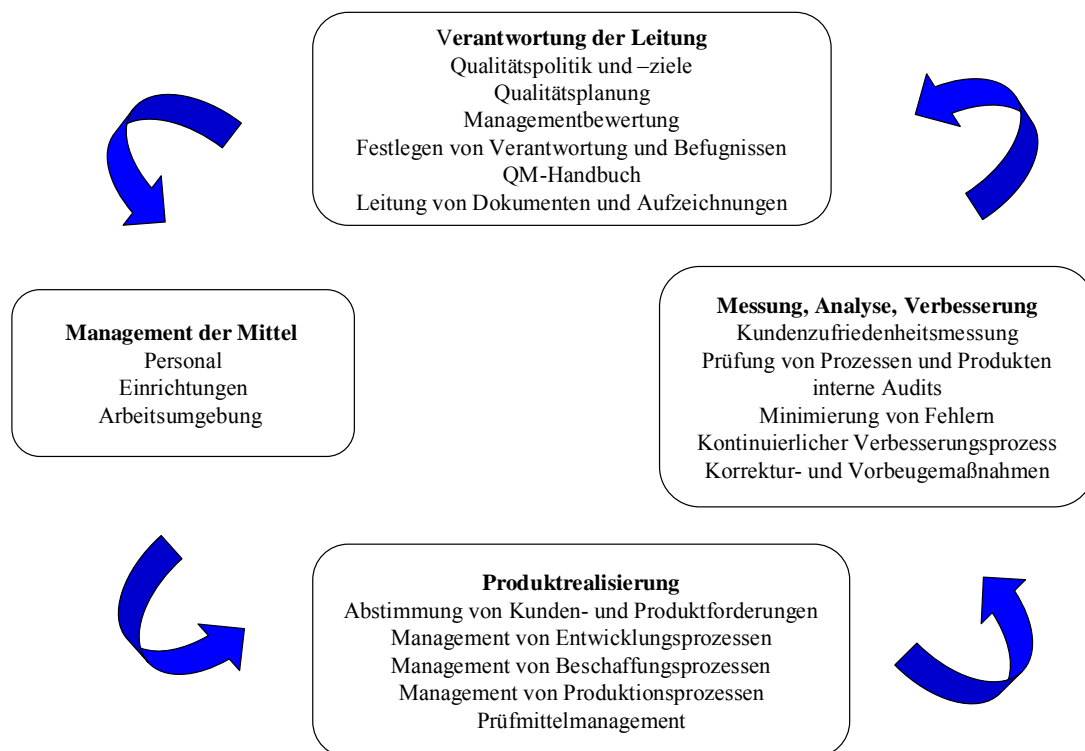 Verantwortung der Leitung
Qualitätspolitik und –ziele
Qualitätsplanung
Managementbewertung
Festlegen von Verantwortung und Befugnissen
QM-Handbuch
Leitung von Dokumenten und Aufzeichnungen
Management der Mittel
Personal
Einrichtungen
Arbeitsumgebung
Messung, Analyse, Verbesserung
Kundenzufriedenheitsmessung
Prüfung von Prozessen und Produkten
interne Audits
Minimierung von Fehlern
Kontinuierlicher Verbesserungsprozess
Korrektur- und Vorbeugemaßnahmen
Produktrealisierung
Abstimmung von Kunden- und Produktforderungen
Management von Entwicklungsprozessen
Management von Beschaffungsprozessen
Management von Produktionsprozessen
Prüfmittelmanagement